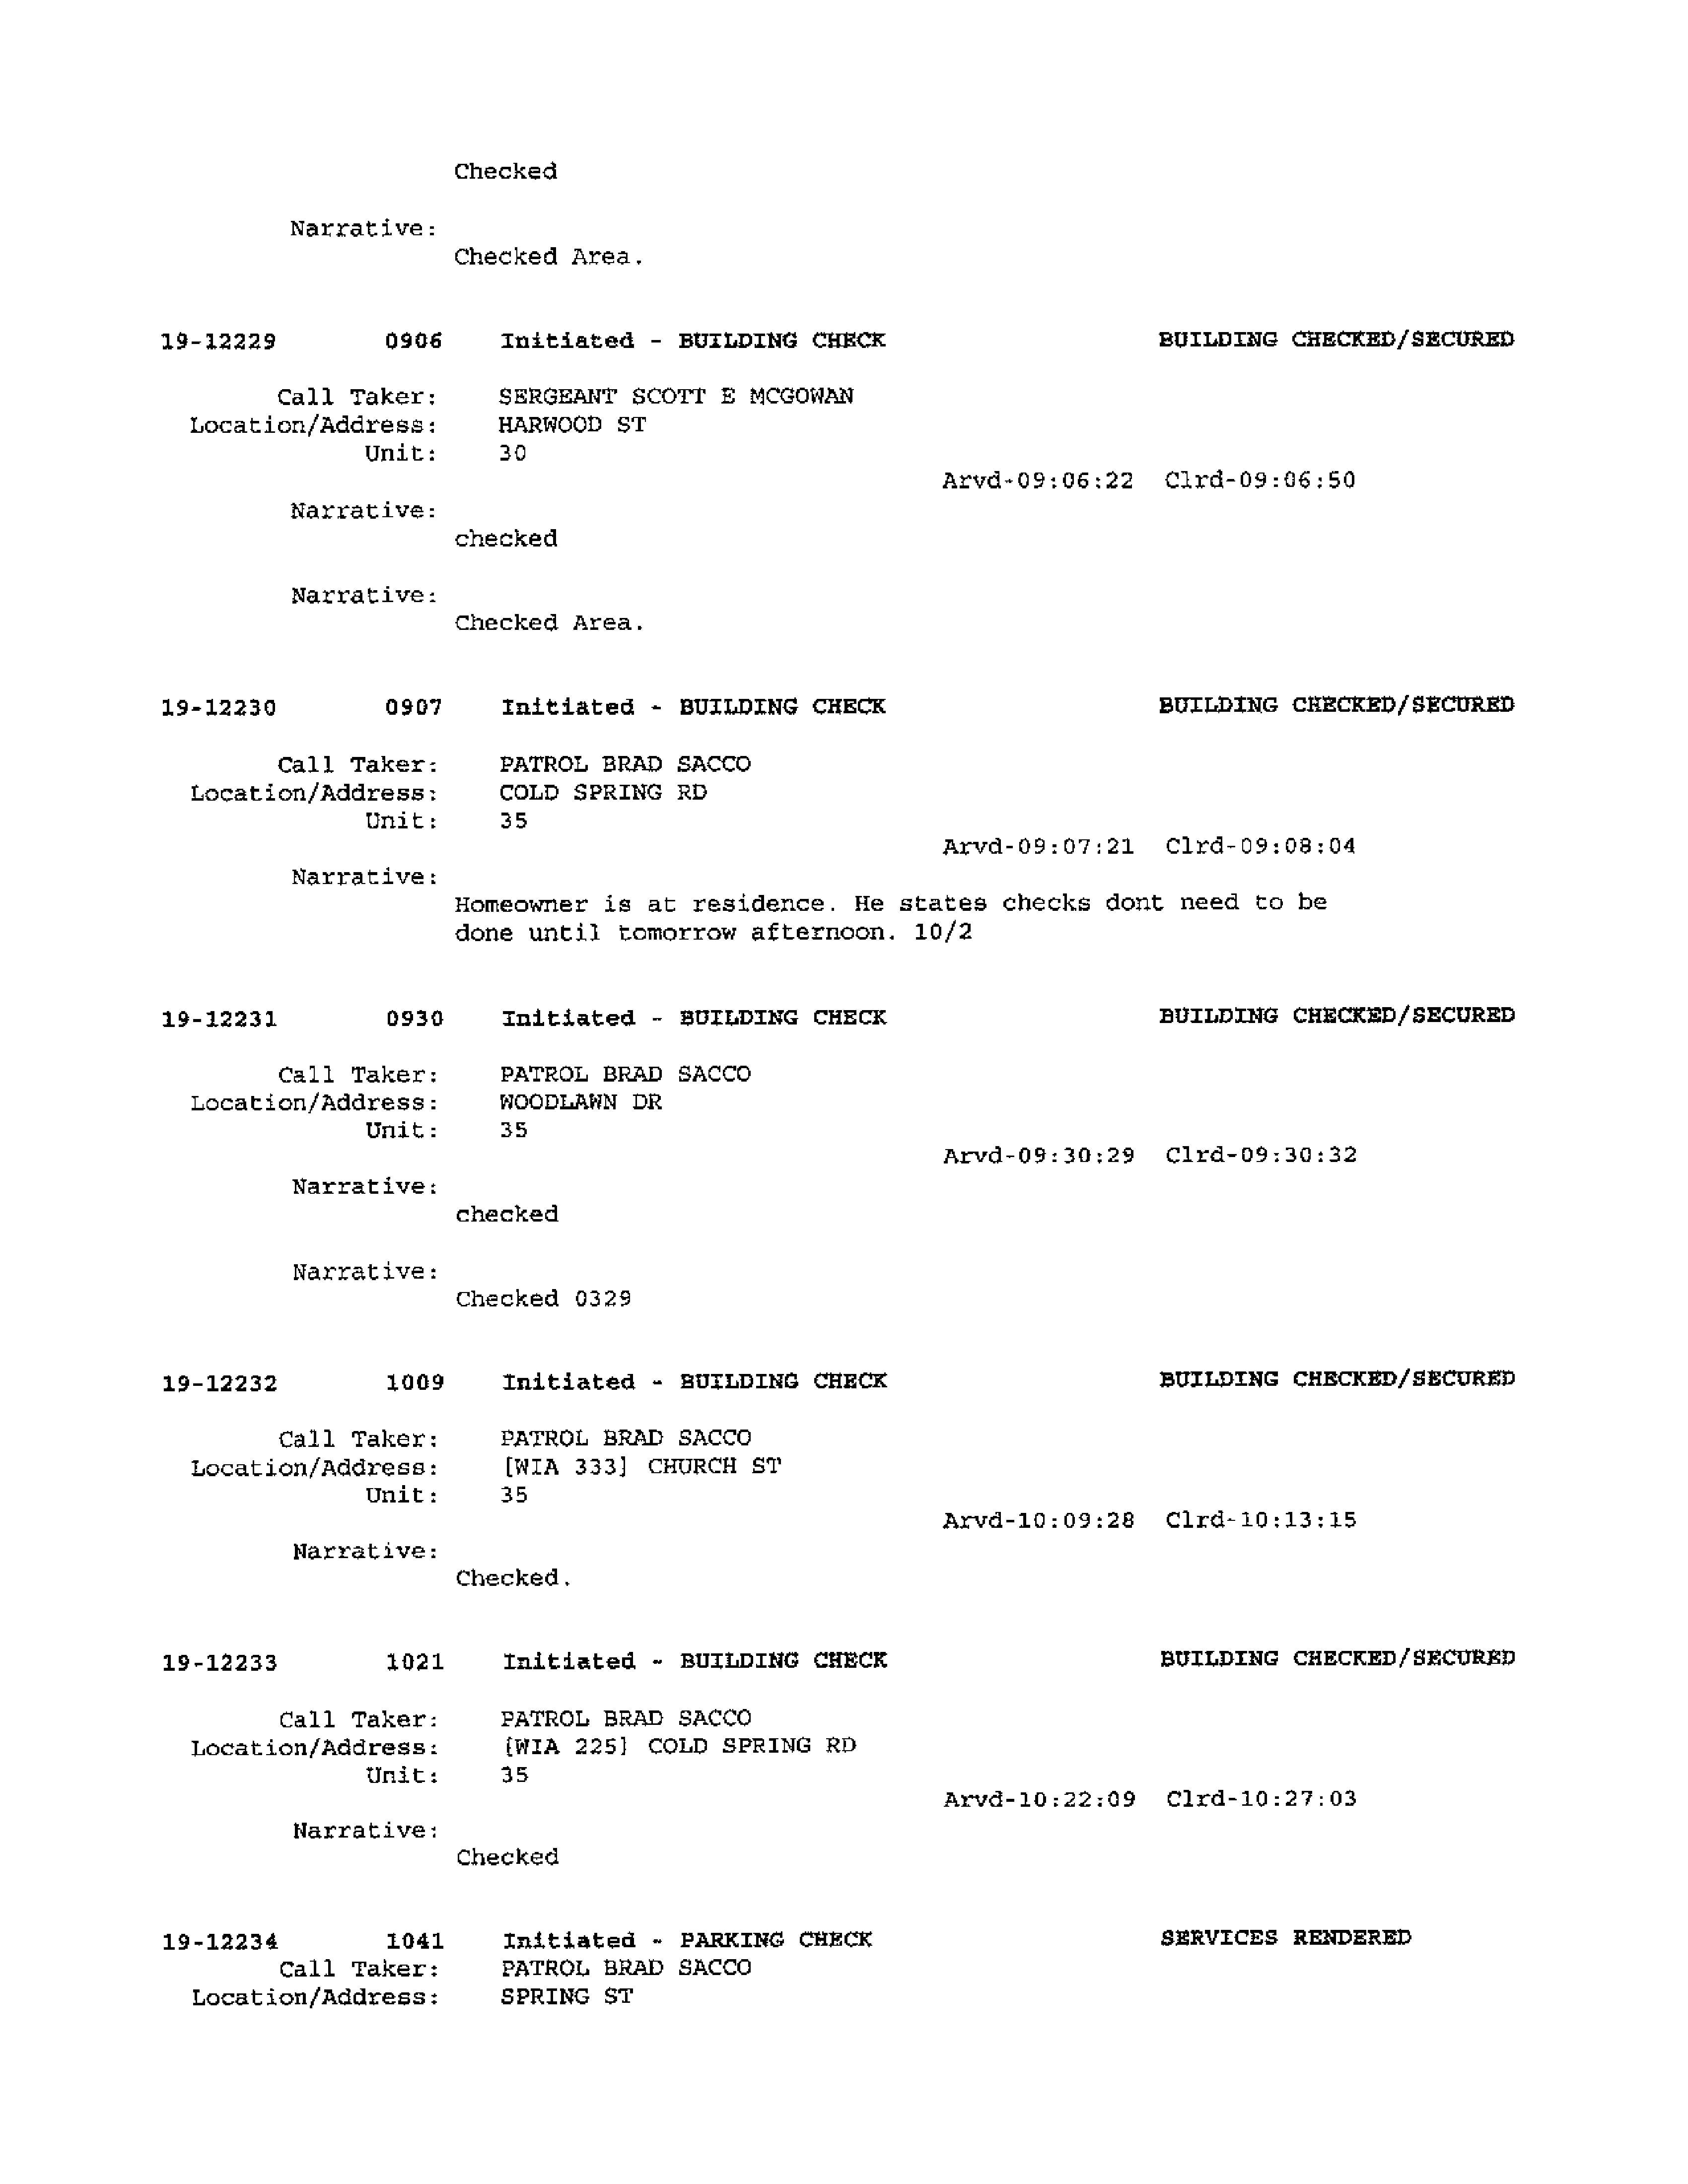 Checked
Narrative:
Checked Area.
19-12229 0906 Initiated - BUILDING CHECK BUILDING CHECKED/SECURED
Call Taker: SERGEANT SCOTT E MCGOWAN
Location/Address: HARWOOD ST
Unit: 30
Arvd-09:06:22 Clrd-09:06:50
Narrative:
checked
Narrative:
Checked Area.
19-12230 0907 Initiated - BUILDING CHECK BUILDING CHECKED/SECURED
Call Taker: PATROL BRAD SACCO
Location/Address: COLD SPRING RD
Unit: 35
Arvd-09:07:21 Clrd-09:08:04
Narrative:
Homeowner is at residence. He states checks dont need to be
done until tomorrow afternoon. 10/2
19-12231 0930 Initiated - BUILDING CHECK BUILDING CHECKED/SECURED
Call Taker: PATROL BRAD SACCO
Location/Address: WOODLAWN DR
Unit: 35
Arvd-09:30:29 Clrd-09:30:32
Narrative:
checked
Narrative:
Checked 0329
19-12232 1009 Initiated - BUILDING CHECK BUILDING CHECKED/SECURED
Call Taker: PATROL BRAD SACCO
Location/Address: [WIA 333] CHURCH ST
Unit: 35
Arvd-10:09:28 Clrd-10:13:15
Narrative:
Checked.
19-12233 1021 Initiated - BUILDING CHECK BUILDING CHECKED/SECURED
Call Taker: PATROL BRAD SACCO
Location/Address: [WIA 225] COLD SPRING RD
Unit: 35
Arvd-10:22:09 Clrd-10:27:03
Narrative:
Checked
19-12234 1041 Initiated - PARKING CHECK SERVICES RENDERED
Call Taker: PATROL BRAD SACCO
Location/Address: SPRING ST